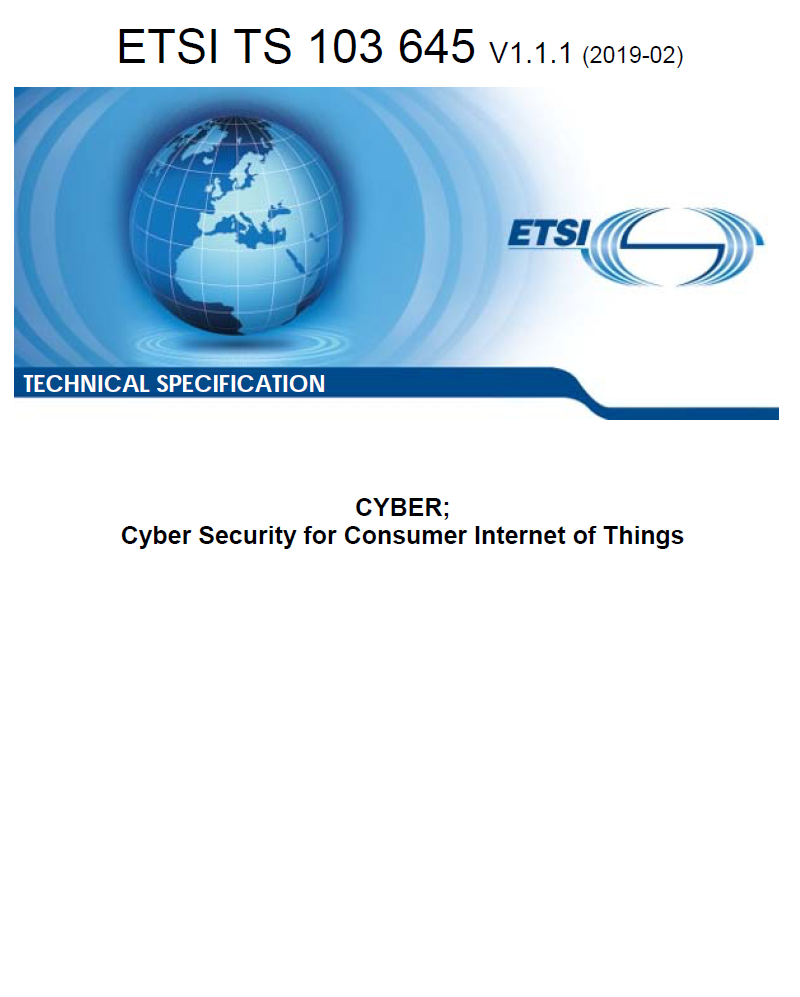 ETSI TS 103 645 V1.1.1 (2019-02)
ETSI
TECHNICAL SPECIFICATION
CYBER;
Cyber Security for Consumer Internet of Things